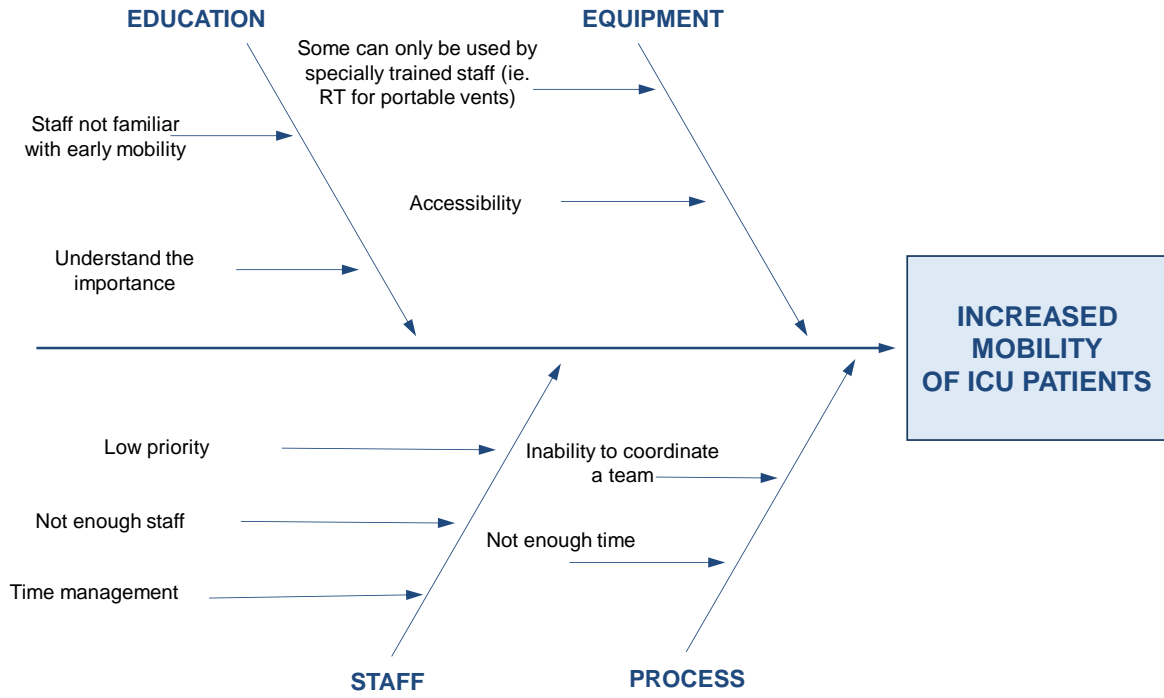 EDUCATION
EQUIPMENT
Some can only be used by
specially trained staff (ie.
RT for portable vents)
Staff not familiar
with early mobility
Accessibility
Understand the
importance
INCREASED
MOBILITY
OF ICU PATIENTS
Low priority
Inability to coordinate
a team
Not enough staff
Not enough time
Time management
STAFF
PROCESS